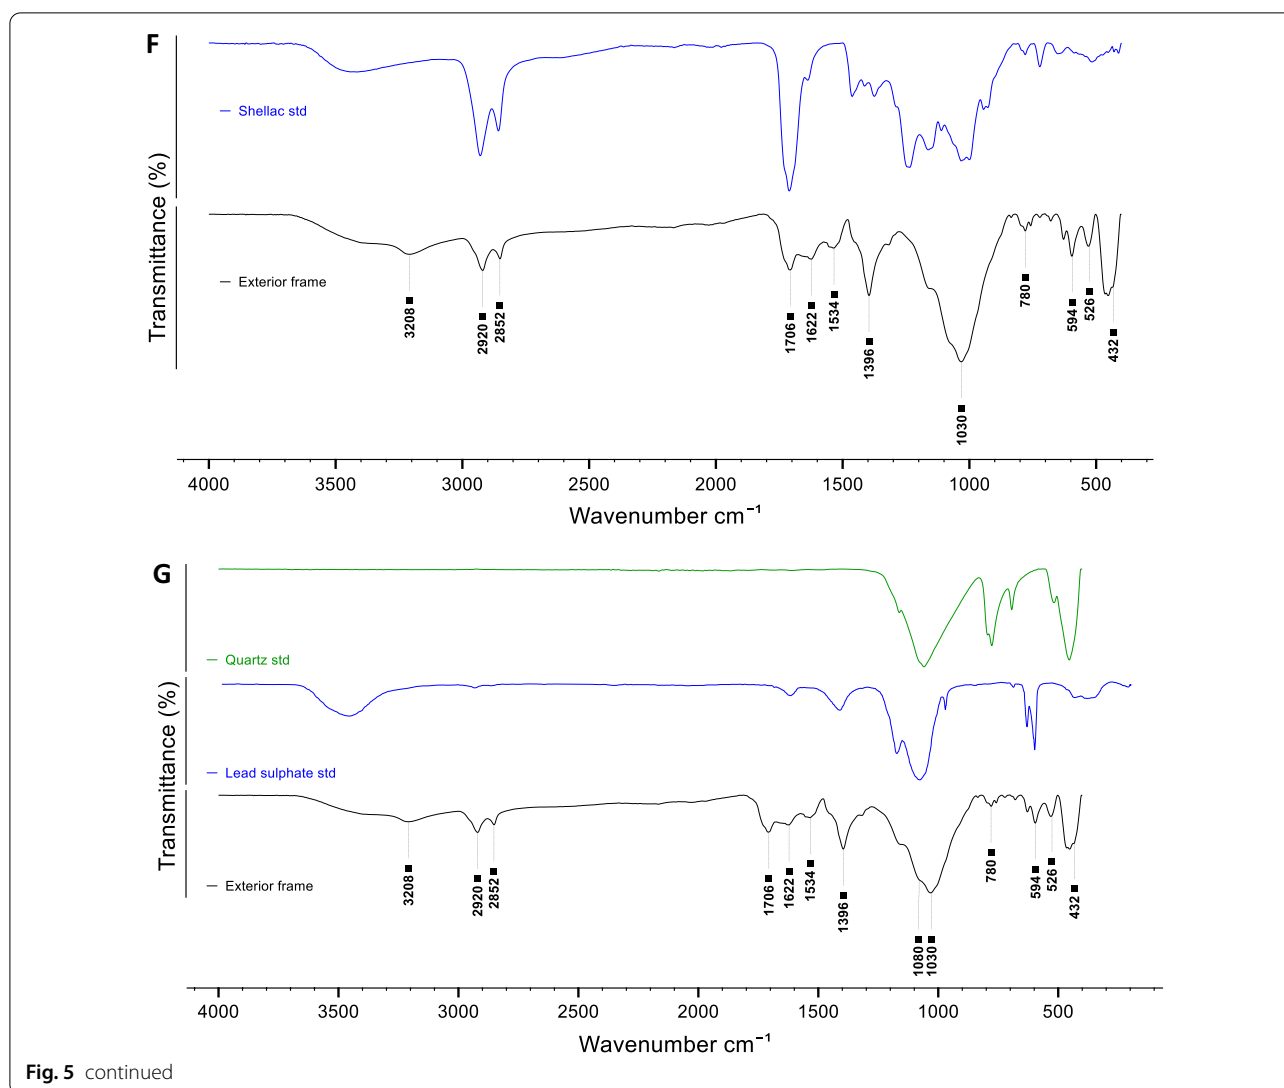 F
— Shellac std
— Exterior frame
Transmittance (%)
3208
2920
2852
1706
1622
1534
1396
1030
780
594
526
432
4000 3500 3000 2500 2000 1500 1000 500
Wavenumber cm⁻¹
G
— Quartz std
— Lead sulphate std
— Exterior frame
Transmittance (%)
3208
2920
2852
1706
1622
1534
1396
1080
1030
780
594
526
432
4000 3500 3000 2500 2000 1500 1000 500
Wavenumber cm⁻¹
Fig. 5 continued